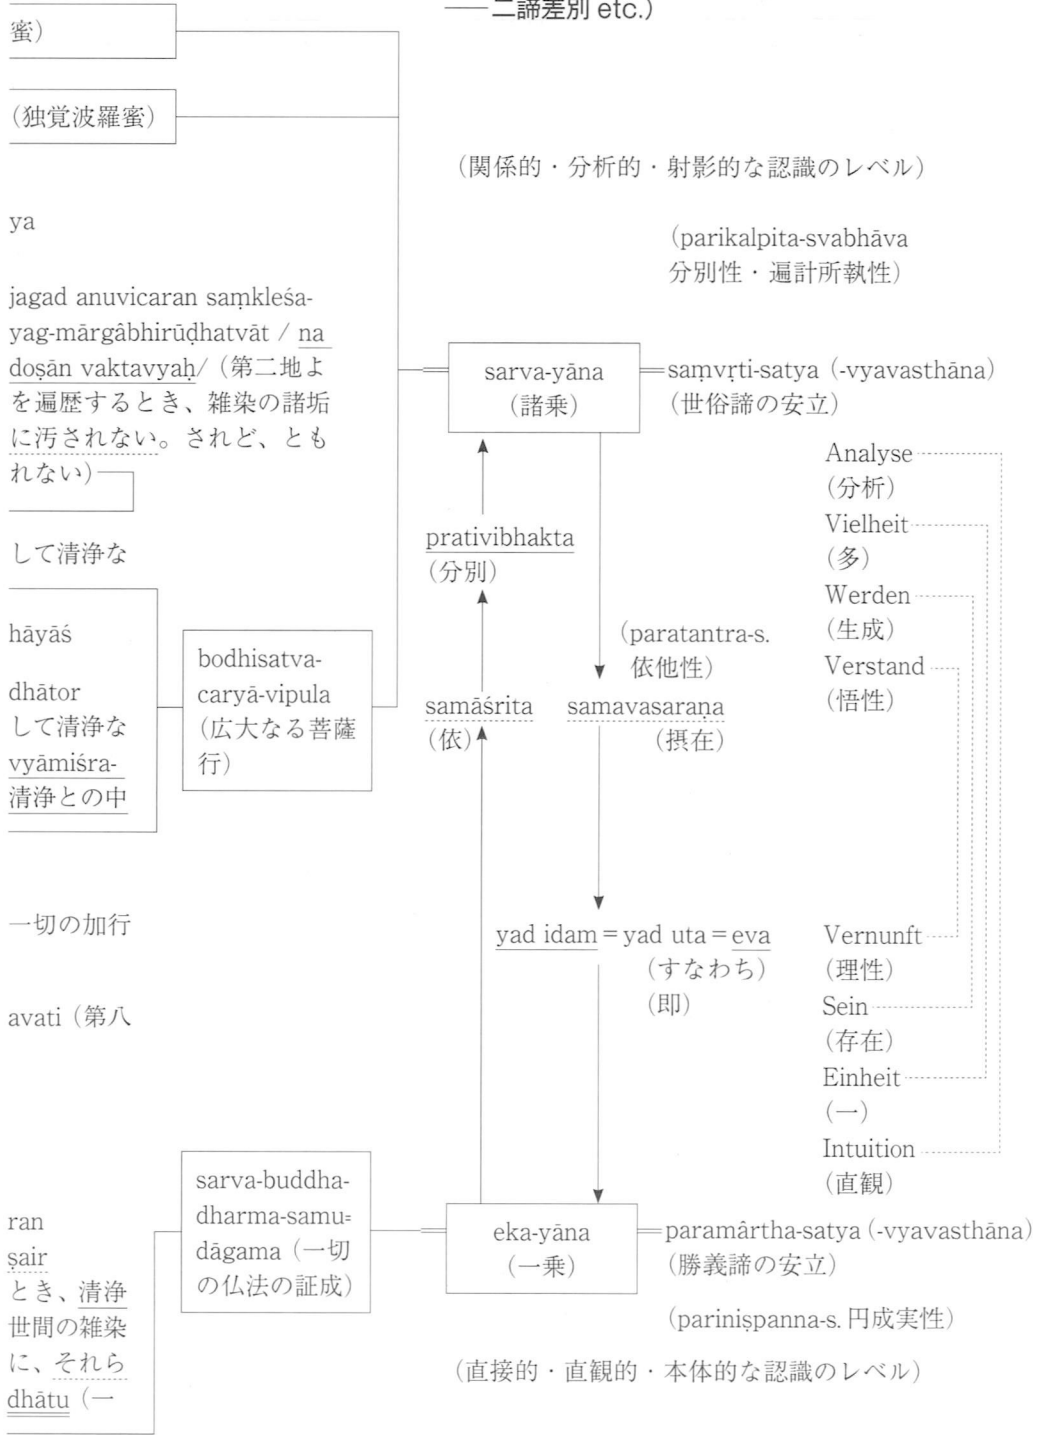 ――二諦差別 etc.)
蜜）
（独覚波羅蜜）
（関係的・分析的・射影的な認識のレベル）
ya
（parikalpita-svabhāva
分別性・遍計所執性）
jagad anuvicaran saṃkleśa-
yag-mārgâbhirūḍhatvāt / na
doṣān vaktavyaḥ/（第二地よ
を遍歴するとき、雑染の諸垢
に汚されない。されど、とも
れない）
sarva-yāna
（諸乗）
saṃvṛti-satya (-vyavasthāna)
（世俗諦の安立）
Analyse
（分析）
Vielheit
（多）
Werden
（生成）
Verstand
（悟性）
prativibhakta
（分別）
して清浄な
hāyāś
dhātor
して清浄な
vyāmiśra-
清浄との中
bodhisatva-
caryā-vipula
（広大なる菩薩
行）
（paratantra-s.
依他性）
samāśrita
（依）
samavasaraṇa
（摂在）
一切の加行
yad idam＝yad uta＝eva
（すなわち）
（即）
Vernunft
（理性）
Sein
（存在）
Einheit
（一）
Intuition
（直観）
avati（第八
sarva-buddha-
dharma-samu=
dāgama（一切
の仏法の証成）
eka-yāna
（一乗）
paramârtha-satya (-vyavasthāna)
（勝義諦の安立）
（pariniṣpanna-s. 円成実性）
ran
ṣair
とき、清浄
世間の雑染
に、それら
dhātu（一
（直接的・直観的・本体的な認識のレベル）